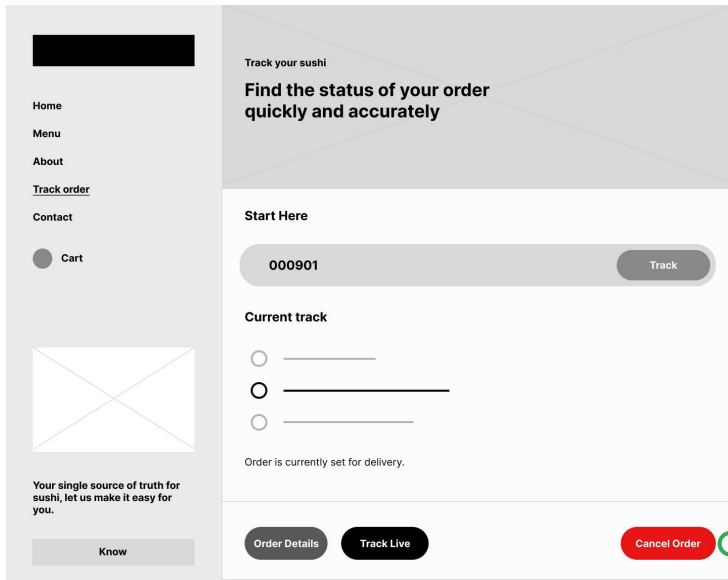 Home
Menu
About
Track order
Contact
Cart
Your single source of truth for
sushi, let us make it easy for
you.
Know
Track your sushi
Find the status of your order
quickly and accurately
Start Here
000901
Track
Current track
Order is currently set for delivery.
Order Details
Track Live
Cancel Order